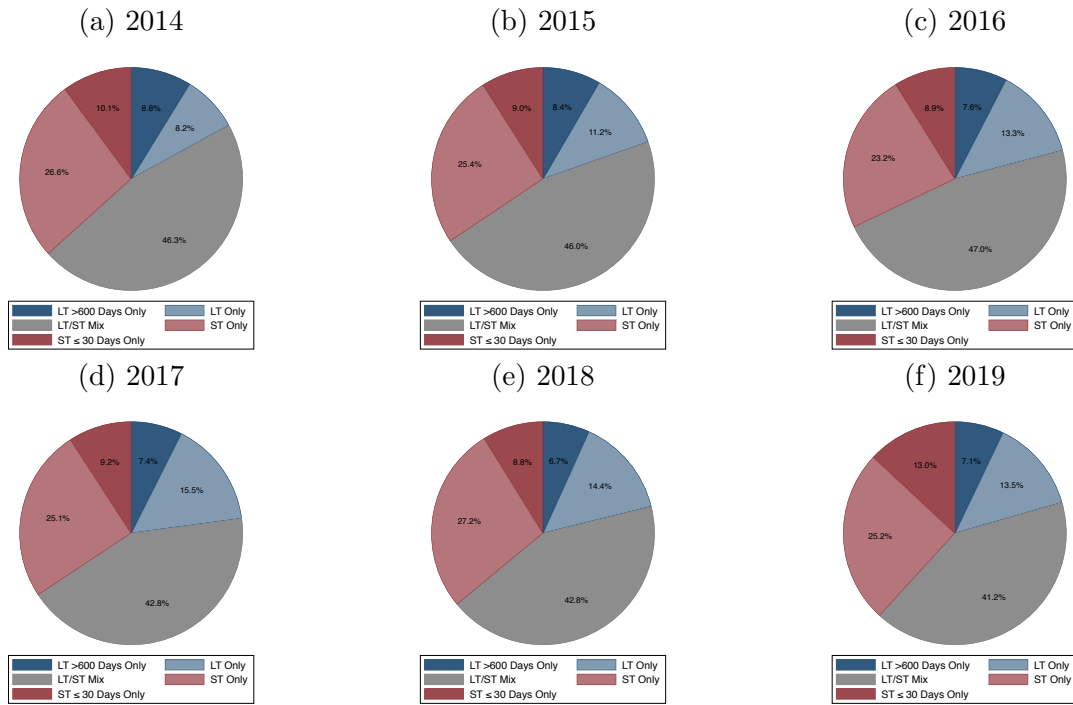 (a) 2014
8.8%
8.2%
46.3%
26.6%
10.1%
LT >600 Days Only
LT Only
LT/ST Mix
ST Only
ST ≤ 30 Days Only
(b) 2015
8.4%
11.2%
46.0%
25.4%
9.0%
LT >600 Days Only
LT Only
LT/ST Mix
ST Only
ST ≤ 30 Days Only
(c) 2016
7.6%
13.3%
47.0%
23.2%
8.9%
LT >600 Days Only
LT Only
LT/ST Mix
ST Only
ST ≤ 30 Days Only
(d) 2017
7.4%
15.5%
42.8%
25.1%
9.2%
LT >600 Days Only
LT Only
LT/ST Mix
ST Only
ST ≤ 30 Days Only
(e) 2018
6.7%
14.4%
42.8%
27.2%
8.8%
LT >600 Days Only
LT Only
LT/ST Mix
ST Only
ST ≤ 30 Days Only
(f) 2019
7.1%
13.5%
41.2%
25.2%
13.0%
LT >600 Days Only
LT Only
LT/ST Mix
ST Only
ST ≤ 30 Days Only